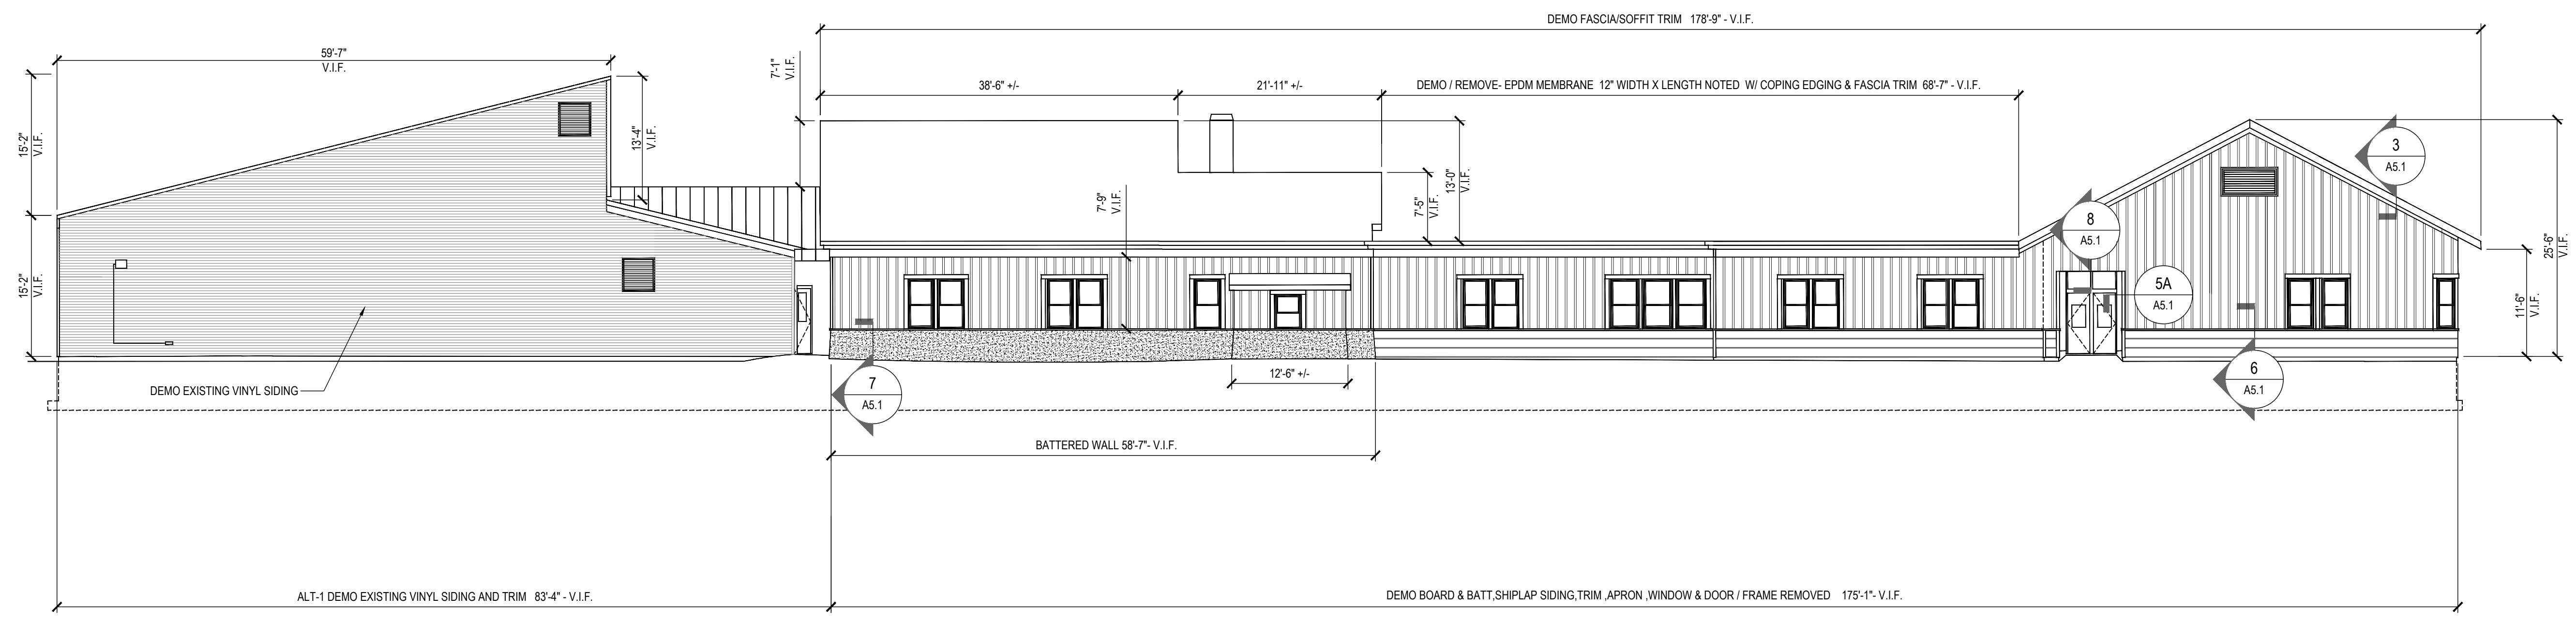 DEMO FASCIA/SOFFIT TRIM 178'-9" - V.I.F.
59'-7"
V.I.F.
7'-1"
V.I.F.
38'-6" +/-
21'-11" +/-
DEMO / REMOVE- EPDM MEMBRANE 12" WIDTH X LENGTH NOTED W/ COPING EDGING & FASCIA TRIM 68'-7" - V.I.F.
15'-2"
V.I.F.
13'-4"
V.I.F.
7'-9"
V.I.F.
7'-5"
V.I.F.
13'-0"
V.I.F.
3
A5.1
8
A5.1
25'-6"
V.I.F.
15'-2"
V.I.F.
5A
A5.1
11'-6"
V.I.F.
DEMO EXISTING VINYL SIDING
7
A5.1
12'-6" +/-
6
A5.1
BATTERED WALL 58'-7"- V.I.F.
ALT-1 DEMO EXISTING VINYL SIDING AND TRIM 83'-4" - V.I.F.
DEMO BOARD & BATT,SHIPLAP SIDING,TRIM ,APRON ,WINDOW & DOOR / FRAME REMOVED 175'-1"- V.I.F.